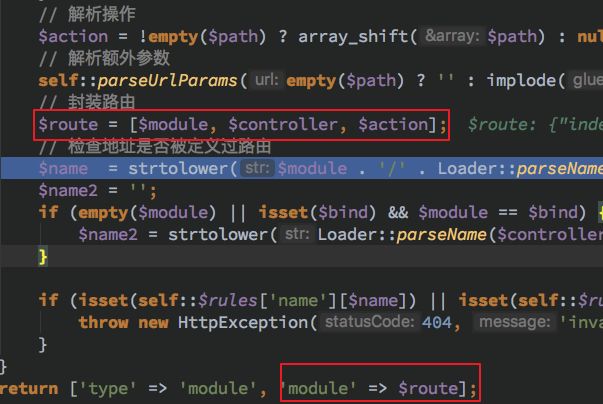 // 解析操作
$action = !empty($path) ? array_shift( &array: $path) : nul
// 解析额外参数
self::parseUrlParams( url: empty($path) ? '' : implode( glue
// 封装路由
$route = [$module, $controller, $action]; $route: {"inde
// 检查地址是否被定义过路由
$name = strtolower( str: $module . '/' . Loader::parseName
$name2 = '';
if (empty($module) || isset($bind) && $module == $bind) {
$name2 = strtolower( str: Loader::parseName($controller
}
if (isset(self::$rules['name'][$name]) || isset(self::$ru
throw new HttpException( statusCode: 404, message: 'inva
}
}
return ['type' => 'module', 'module' => $route];